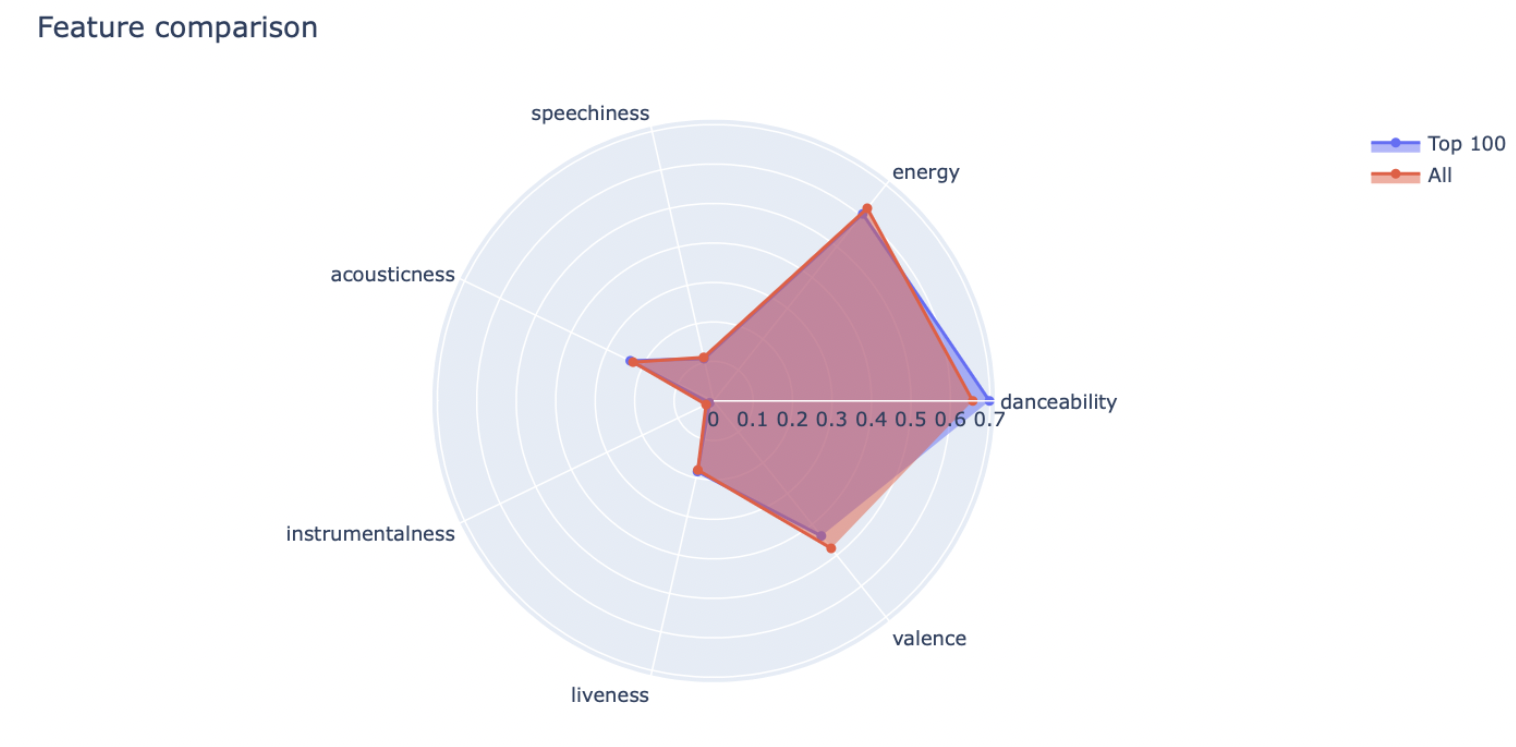 Feature comparison
speechiness
Top 100
energy
All
acousticness
danceability
0 0.1 0.2 0.3 0.4 0.5 0.6 0.7
instrumentalness
valence
liveness